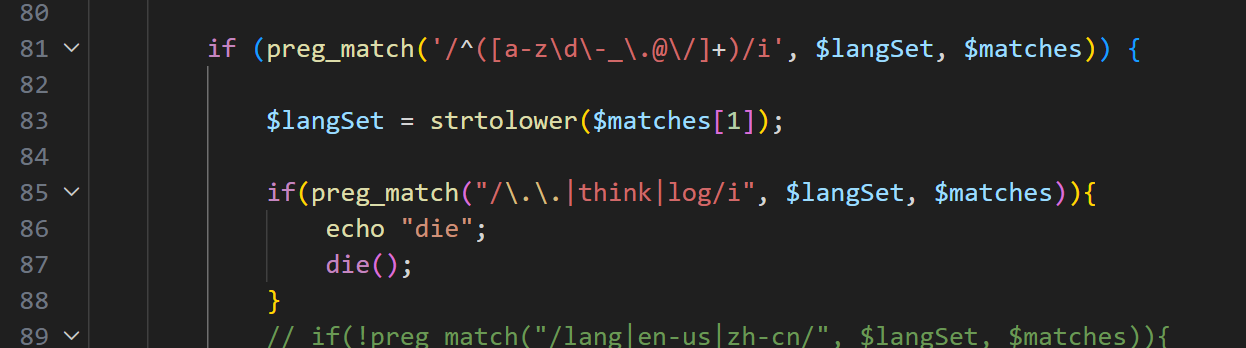 80
81 if (preg_match('/^([a-z\d\-_\.@\/]+)/i', $langSet, $matches)) {
82
83 $langSet = strtolower($matches[1]);
84
85 if(preg_match("/\.\.|think|log/i", $langSet, $matches)){
86 echo "die";
87 die();
88 }
89 // if(!preg_match("/lang|en-us|zh-cn/", $langSet, $matches)){